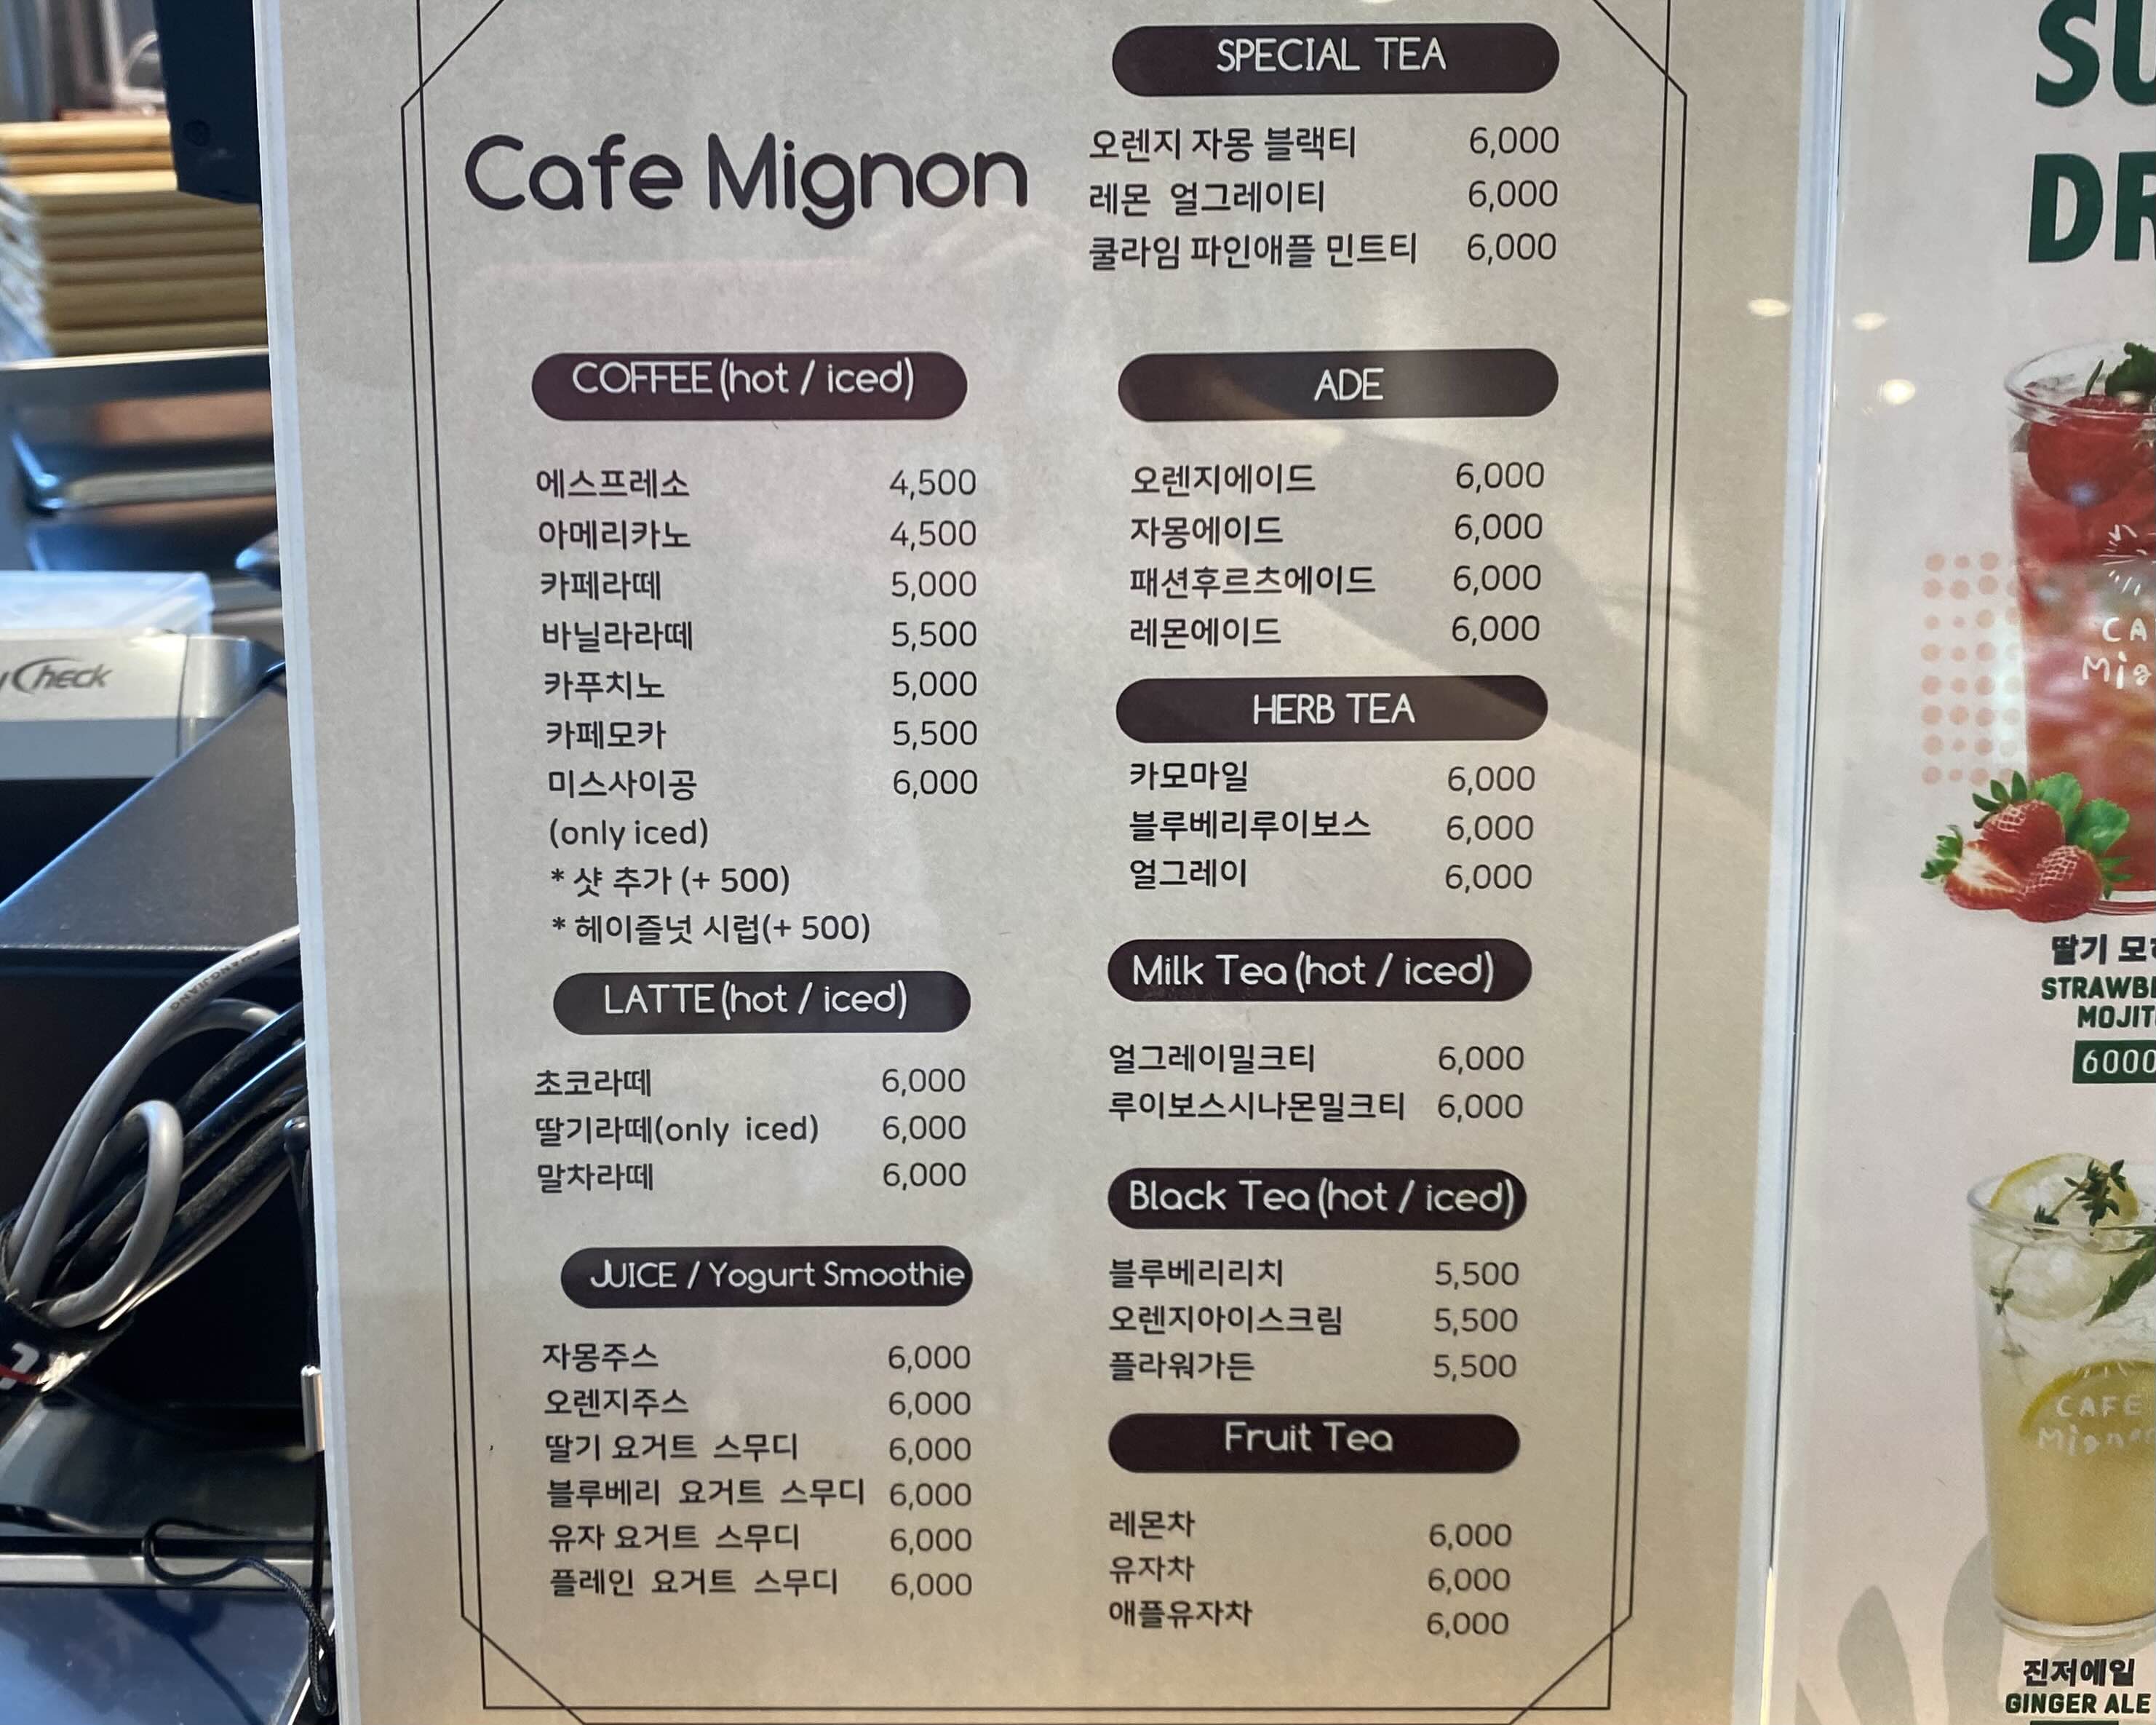 Cafe Mignon
COFFEE (hot / iced)
에스프레소 4,500
아메리카노 4,500
카페라떼 5,000
바닐라라떼 5,500
카푸치노 5,000
카페모카 5,500
미스사이공 6,000
(only iced)
* 샷 추가 (+ 500)
* 헤이즐넛 시럽(+ 500)
LATTE (hot / iced)
초코라떼 6,000
딸기라떼(only iced) 6,000
말차라떼 6,000
JUICE / Yogurt Smoothie
자몽주스 6,000
오렌지주스 6,000
딸기 요거트 스무디 6,000
블루베리 요거트 스무디 6,000
유자 요거트 스무디 6,000
플레인 요거트 스무디 6,000
SPECIAL TEA
오렌지 자몽 블랙티 6,000
레몬 얼그레이티 6,000
쿨라임 파인애플 민트티 6,000
ADE
오렌지에이드 6,000
자몽에이드 6,000
패션후르츠에이드 6,000
레몬에이드 6,000
HERB TEA
카모마일 6,000
블루베리루이보스 6,000
얼그레이 6,000
Milk Tea (hot / iced)
얼그레이밀크티 6,000
루이보스시나몬밀크티 6,000
Black Tea (hot / iced)
블루베리리치 5,500
오렌지아이스크림 5,500
플라워가든 5,500
Fruit Tea
레몬차 6,000
유자차 6,000
애플유자차 6,000
딸기
6000
CAFE
진저에일
GINGER ALE
CHUANGJIANG